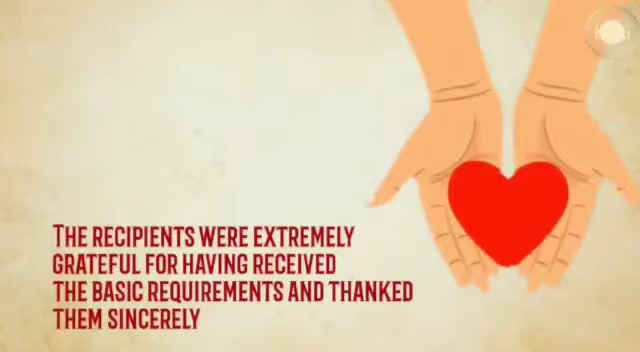 The recipients were extremely
grateful for having received
the basic requirements and thanked
them sincerely